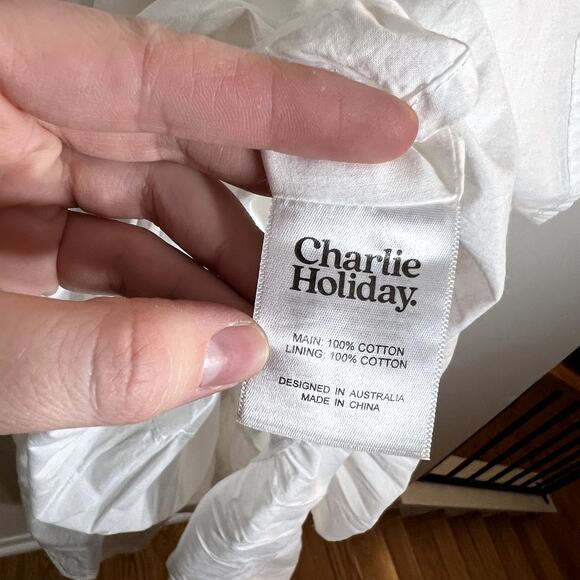 Charlie
Holiday.
MAIN: 100% COTTON
LINING: 100% COTTON
DESIGNED IN AUSTRALIA
MADE IN CHINA